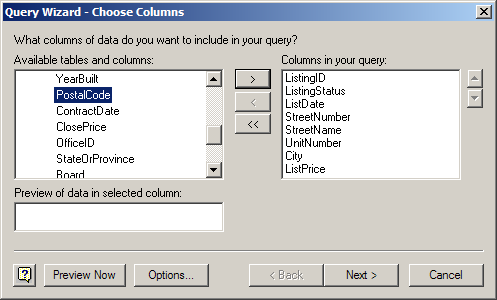 Query Wizard - Choose Columns
What columns of data do you want to include in your query?
Available tables and columns:
Columns in your query:
YearBuilt
PostalCode
ContractDate
ClosePrice
OfficeID
StateOrProvince
Board
>
<
<<
ListingID
ListingStatus
ListDate
StreetNumber
StreetName
UnitNumber
City
ListPrice
Preview of data in selected column:
?
Preview Now
Options...
< Back
Next >
Cancel